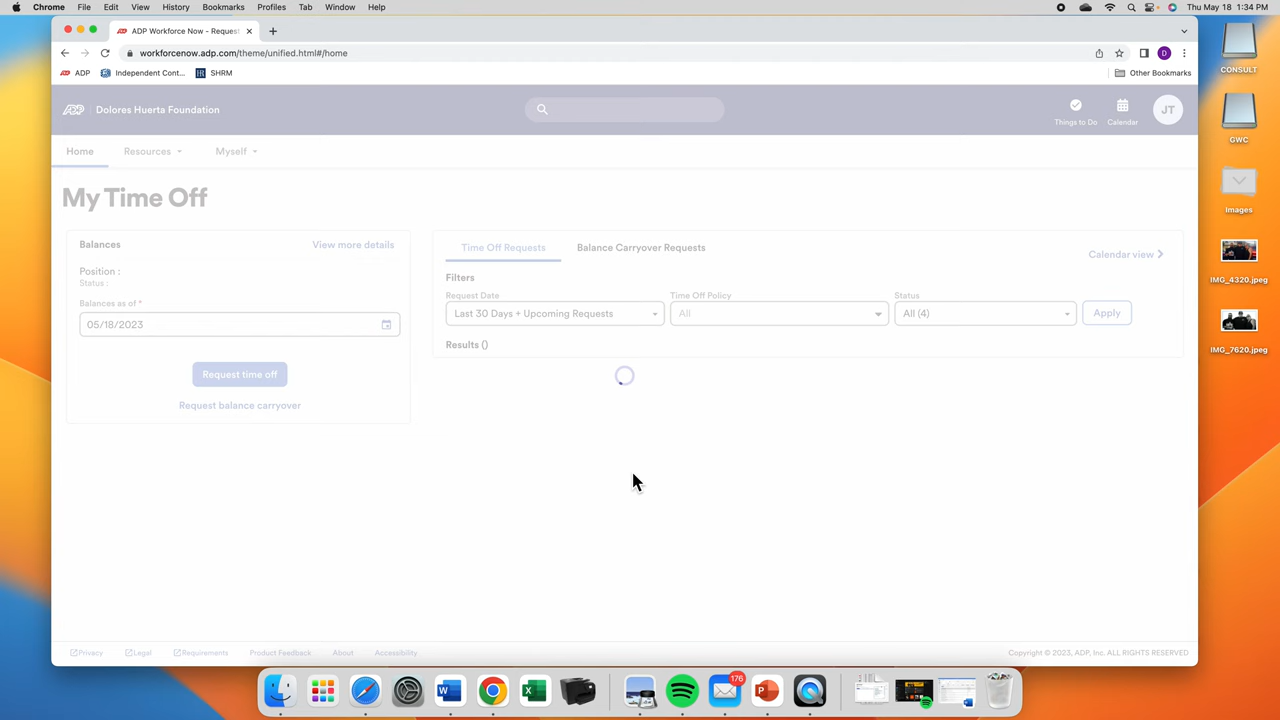 Chrome File Edit View History Bookmarks Profiles Tab Window Help Thu May 18 1:34 PM
ADP Workforce Now - Request
workforcenow.adp.com/theme/unified.html#/home
D
ADP Independent Cont... SHRM Other Bookmarks
ADP Dolores Huerta Foundation
Things to Do Calendar JT
Home Resources Myself
My Time Off
Balances View more details
Position :
Status :
Balances as of *
05/18/2023
Request time off
Request balance carryover
Time Off Requests Balance Carryover Requests
Calendar view
Filters
Request Date Time Off Policy Status
Last 30 Days + Upcoming Requests All All (4) Apply
Results ()
Privacy Legal Requirements Product Feedback About Accessibility Copyright © 2023, ADP, Inc. ALL RIGHTS RESERVED
CONSULT
GWC
images
IMG_4320.jpeg
IMG_7620.jpeg
W X 176 P